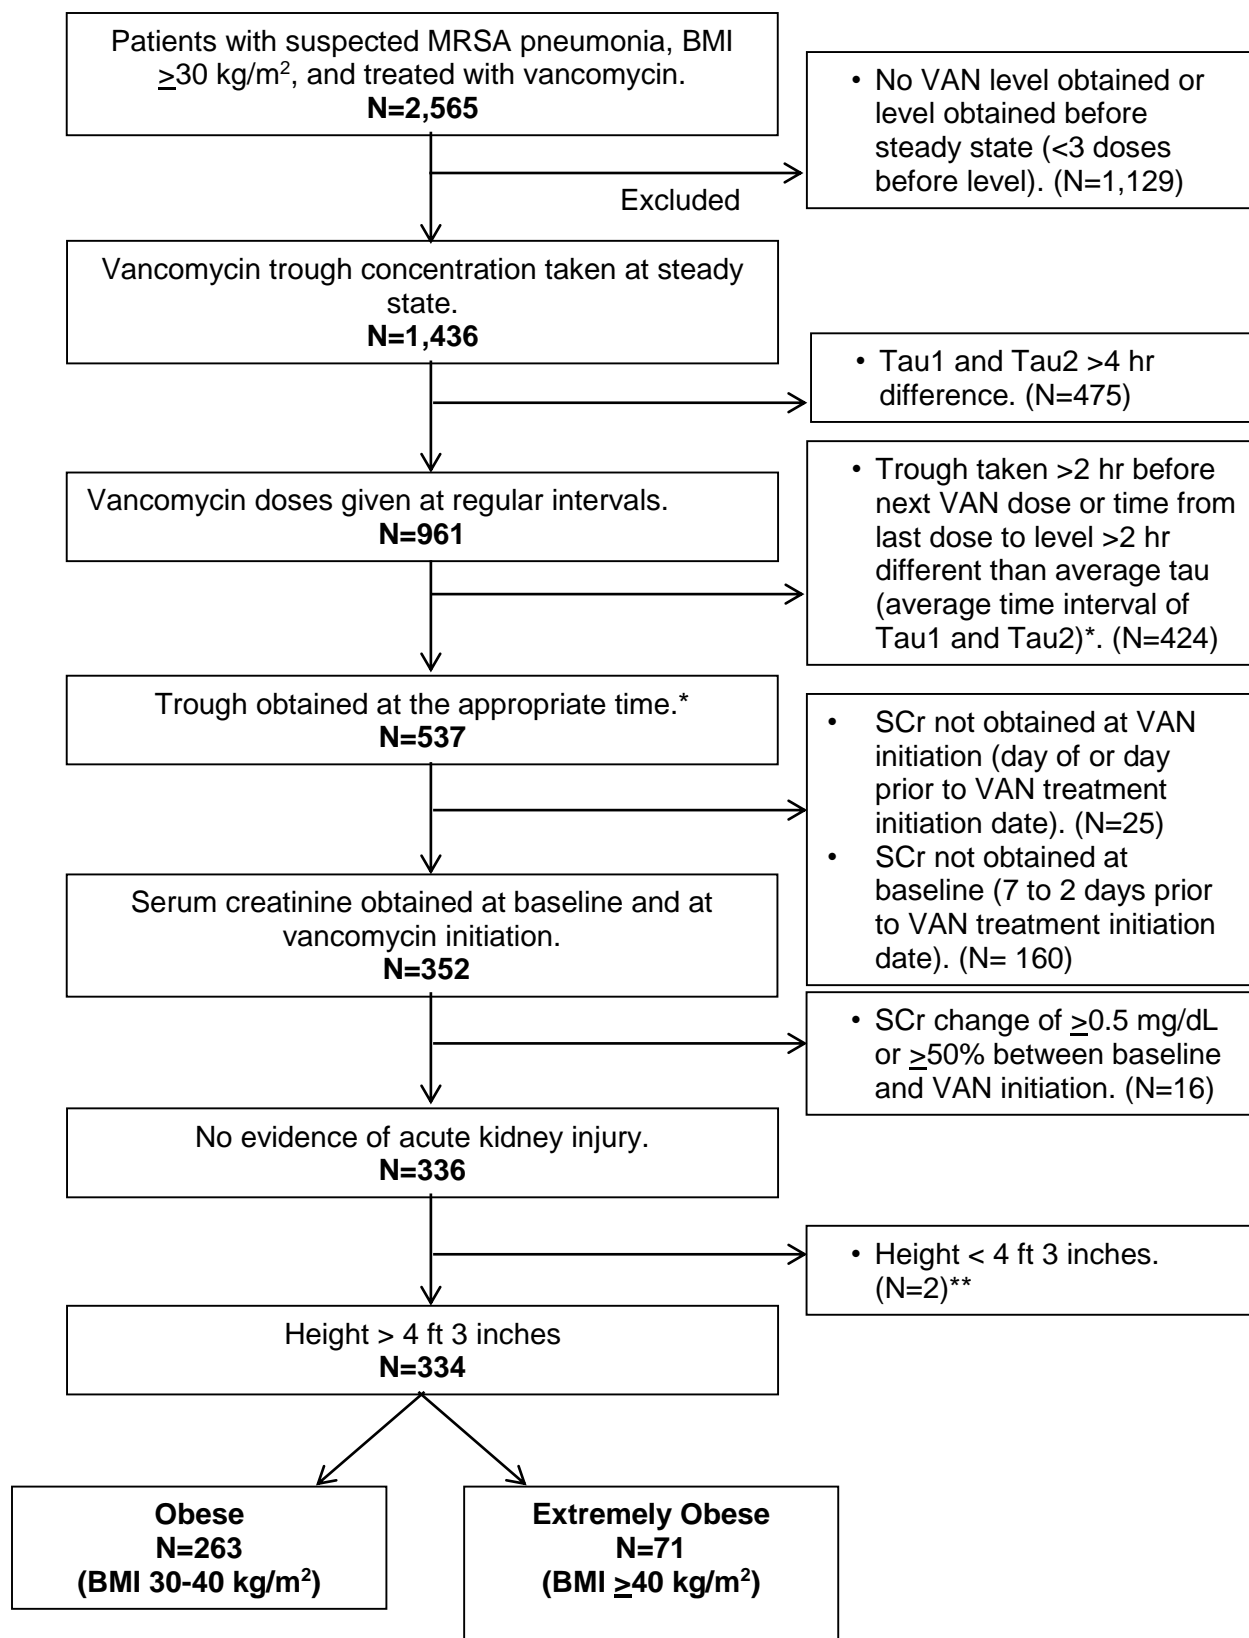 Patients with suspected MRSA pneumonia, BMI
≥30 kg/m², and treated with vancomycin.
N=2,565
• No VAN level obtained or
level obtained before
steady state (<3 doses
before level). (N=1,129)
Excluded
Vancomycin trough concentration taken at steady
state.
N=1,436
• Tau1 and Tau2 >4 hr
difference. (N=475)
Vancomycin doses given at regular intervals.
N=961
• Trough taken >2 hr before
next VAN dose or time from
last dose to level >2 hr
different than average tau
(average time interval of
Tau1 and Tau2)*. (N=424)
Trough obtained at the appropriate time.*
N=537
• SCr not obtained at VAN
initiation (day of or day
prior to VAN treatment
initiation date). (N=25)
• SCr not obtained at
baseline (7 to 2 days prior
to VAN treatment initiation
date). (N= 160)
Serum creatinine obtained at baseline and at
vancomycin initiation.
N=352
• SCr change of ≥0.5 mg/dL
or ≥50% between baseline
and VAN initiation. (N=16)
No evidence of acute kidney injury.
N=336
• Height < 4 ft 3 inches.
(N=2)**
Height > 4 ft 3 inches
N=334
Obese
N=263
(BMI 30-40 kg/m²)
Extremely Obese
N=71
(BMI ≥40 kg/m²)